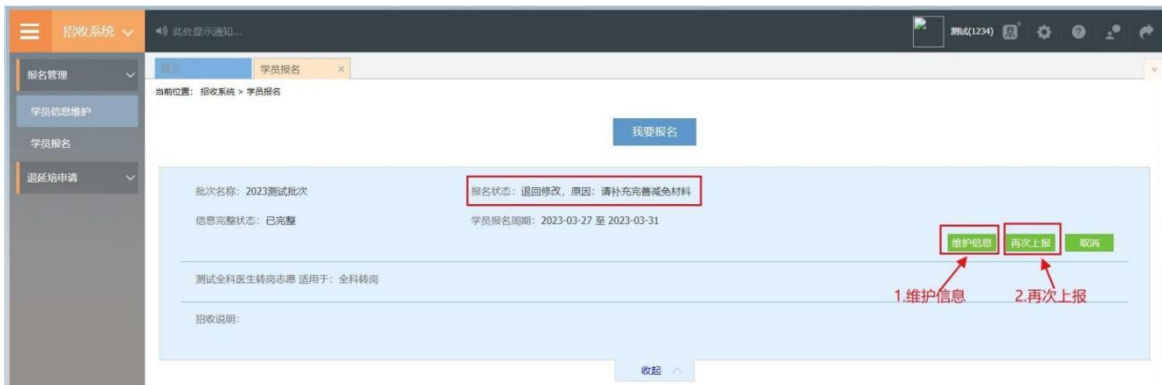 招收系统
此处显示通知...
测试(1234)
报名管理
首页
学员报名 ×
当前位置： 招收系统 > 学员报名
学员信息维护
学员报名
退延培申请
我要报名
批次名称：2023测试批次
报名状态：退回修改，原因：请补充完善减免材料
信息完整状态：已完整
学员报名周期：2023-03-27 至 2023-03-31
维护信息 再次上报 取消
测试全科医生转岗志愿 适用于：全科转岗
1.维护信息 2.再次上报
招收说明：
收起